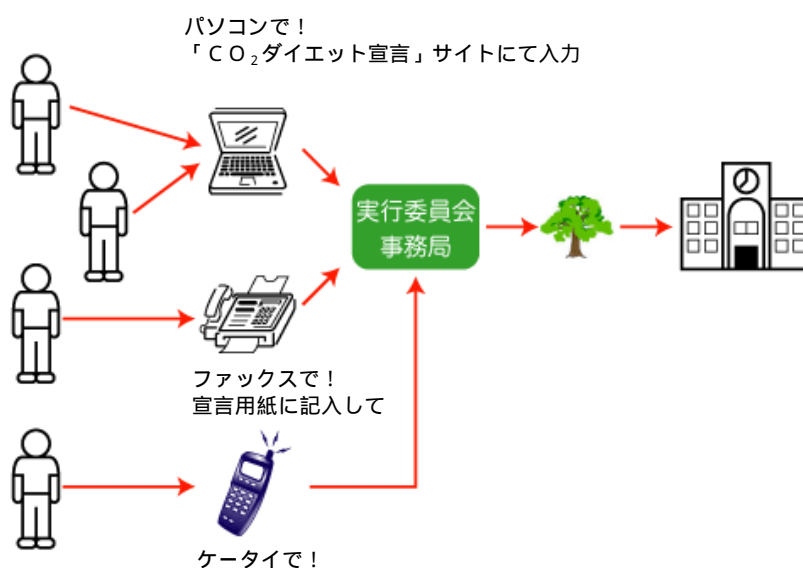 パソコンで！
「ＣＯ₂ダイエット宣言」サイトにて入力
実行委員会
事務局
ファックスで！
宣言用紙に記入して
ケータイで！